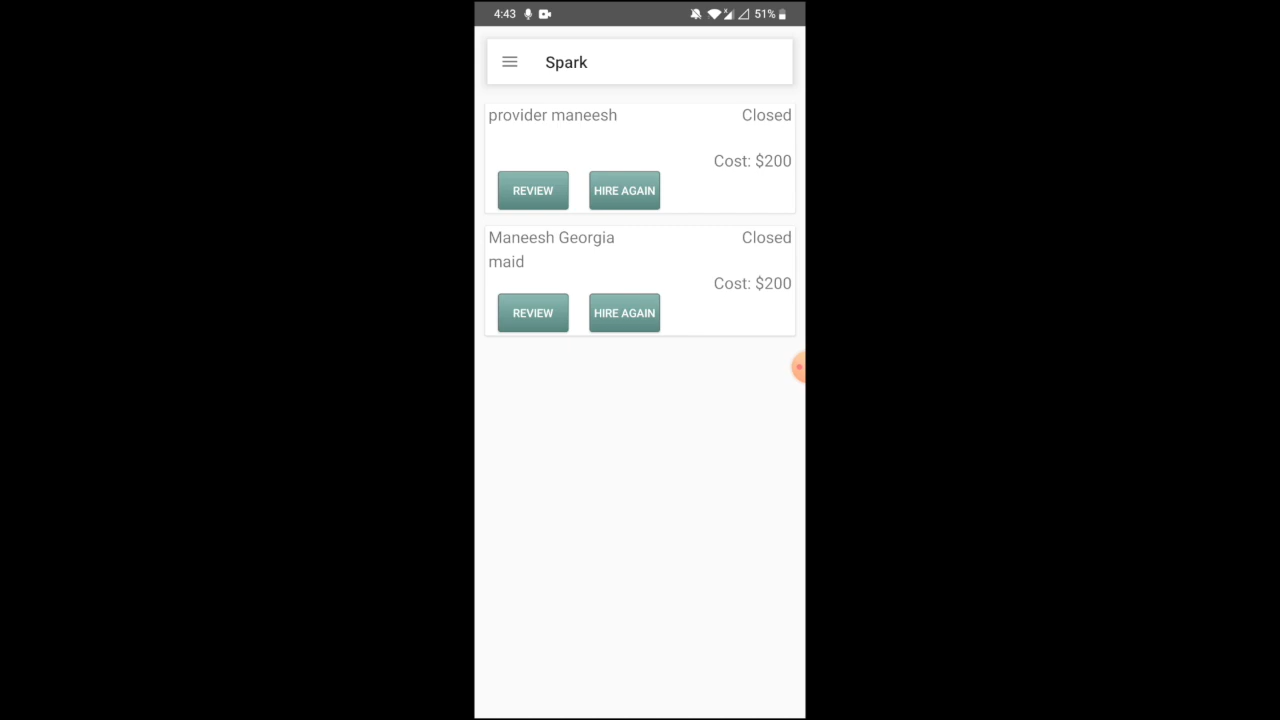 4:43 51%
Spark
provider maneesh Closed
Cost: $200
REVIEW HIRE AGAIN
Maneesh Georgia Closed
maid
Cost: $200
REVIEW HIRE AGAIN